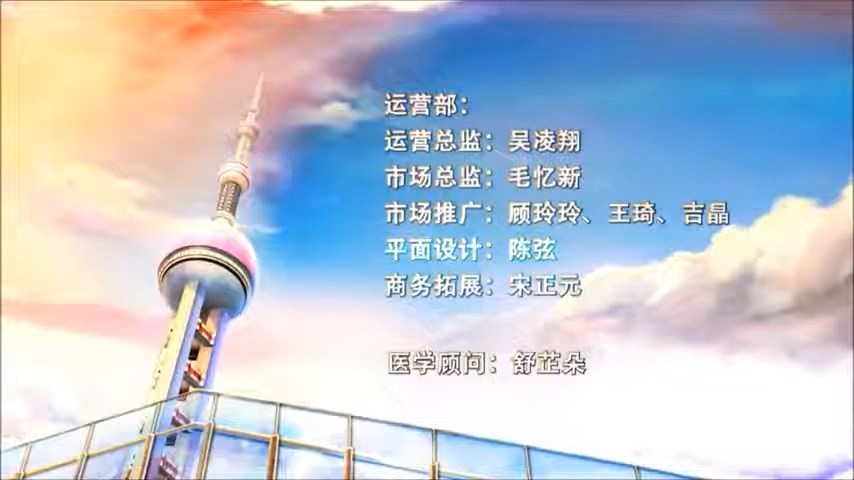 运营部：
运营总监：吴凌翔
市场总监：毛忆新
市场推广：顾玲玲、王琦、吉晶
平面设计：陈弦
商务拓展：宋正元
医学顾问：舒芷朵